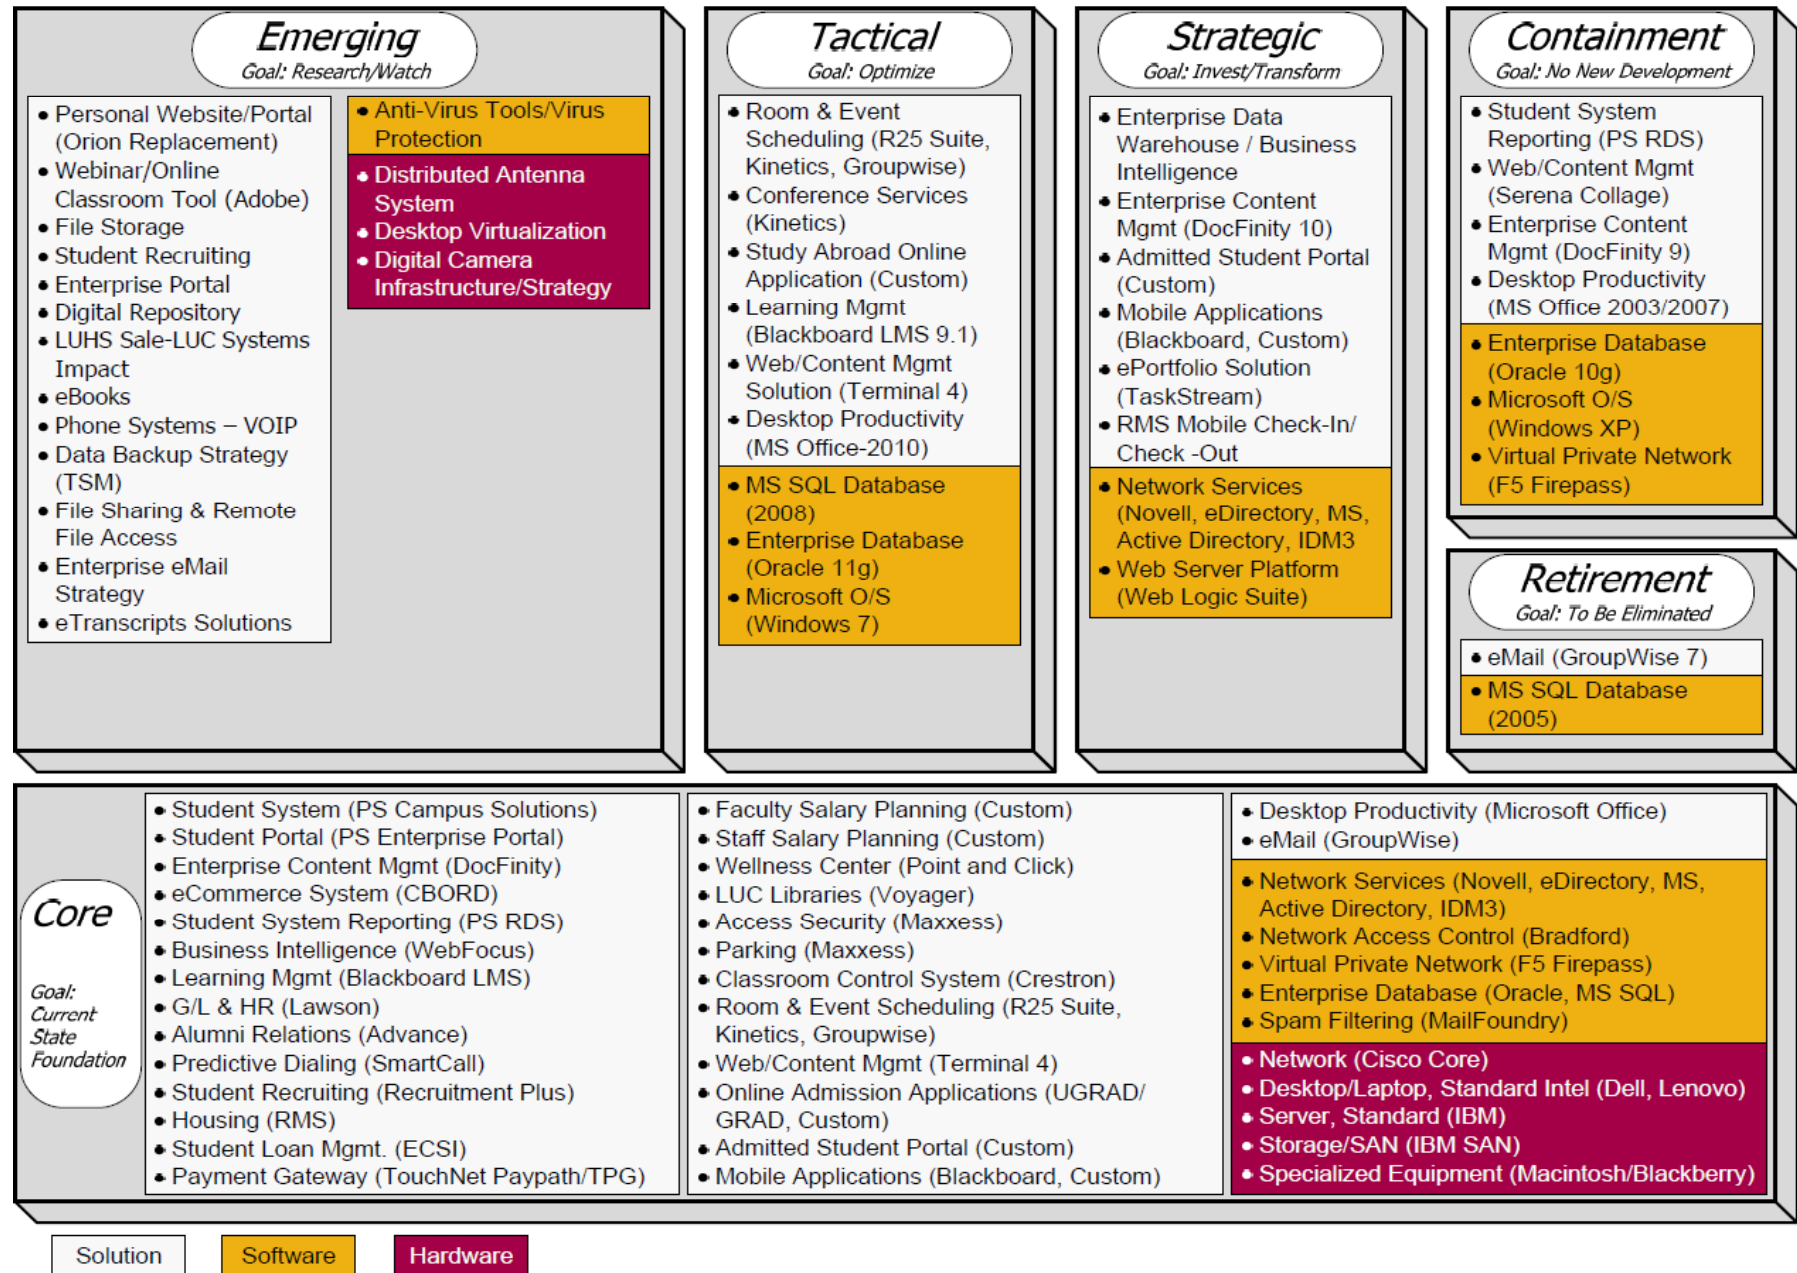 Emerging
Goal: Research/Watch
• Personal Website/Portal
(Orion Replacement)
• Webinar/Online
Classroom Tool (Adobe)
• File Storage
• Student Recruiting
• Enterprise Portal
• Digital Repository
• LUHS Sale-LUC Systems
Impact
• eBooks
• Phone Systems – VOIP
• Data Backup Strategy
(TSM)
• File Sharing & Remote
File Access
• Enterprise eMail
Strategy
• eTranscripts Solutions
• Anti-Virus Tools/Virus
Protection
• Distributed Antenna
System
• Desktop Virtualization
• Digital Camera
Infrastructure/Strategy
Tactical
Goal: Optimize
• Room & Event
Scheduling (R25 Suite,
Kinetics, Groupwise)
• Conference Services
(Kinetics)
• Study Abroad Online
Application (Custom)
• Learning Mgmt
(Blackboard LMS 9.1)
• Web/Content Mgmt
Solution (Terminal 4)
• Desktop Productivity
(MS Office-2010)
• MS SQL Database
(2008)
• Enterprise Database
(Oracle 11g)
• Microsoft O/S
(Windows 7)
Strategic
Goal: Invest/Transform
• Enterprise Data
Warehouse / Business
Intelligence
• Enterprise Content
Mgmt (DocFinity 10)
• Admitted Student Portal
(Custom)
• Mobile Applications
(Blackboard, Custom)
• ePortfolio Solution
(TaskStream)
• RMS Mobile Check-In/
Check -Out
• Network Services
(Novell, eDirectory, MS,
Active Directory, IDM3
• Web Server Platform
(Web Logic Suite)
Containment
Goal: No New Development
• Student System
Reporting (PS RDS)
• Web/Content Mgmt
(Serena Collage)
• Enterprise Content
Mgmt (DocFinity 9)
• Desktop Productivity
(MS Office 2003/2007)
• Enterprise Database
(Oracle 10g)
• Microsoft O/S
(Windows XP)
• Virtual Private Network
(F5 Firepass)
Retirement
Goal: To Be Eliminated
• eMail (GroupWise 7)
• MS SQL Database
(2005)
Core
Goal:
Current
State
Foundation
• Student System (PS Campus Solutions)
• Student Portal (PS Enterprise Portal)
• Enterprise Content Mgmt (DocFinity)
• eCommerce System (CBORD)
• Student System Reporting (PS RDS)
• Business Intelligence (WebFocus)
• Learning Mgmt (Blackboard LMS)
• G/L & HR (Lawson)
• Alumni Relations (Advance)
• Predictive Dialing (SmartCall)
• Student Recruiting (Recruitment Plus)
• Housing (RMS)
• Student Loan Mgmt. (ECSI)
• Payment Gateway (TouchNet Paypath/TPG)
• Faculty Salary Planning (Custom)
• Staff Salary Planning (Custom)
• Wellness Center (Point and Click)
• LUC Libraries (Voyager)
• Access Security (Maxxess)
• Parking (Maxxess)
• Classroom Control System (Crestron)
• Room & Event Scheduling (R25 Suite,
Kinetics, Groupwise)
• Web/Content Mgmt (Terminal 4)
• Online Admission Applications (UGRAD/
GRAD, Custom)
• Admitted Student Portal (Custom)
• Mobile Applications (Blackboard, Custom)
• Desktop Productivity (Microsoft Office)
• eMail (GroupWise)
• Network Services (Novell, eDirectory, MS,
Active Directory, IDM3)
• Network Access Control (Bradford)
• Virtual Private Network (F5 Firepass)
• Enterprise Database (Oracle, MS SQL)
• Spam Filtering (MailFoundry)
• Network (Cisco Core)
• Desktop/Laptop, Standard Intel (Dell, Lenovo)
• Server, Standard (IBM)
• Storage/SAN (IBM SAN)
• Specialized Equipment (Macintosh/Blackberry)
Solution
Software
Hardware